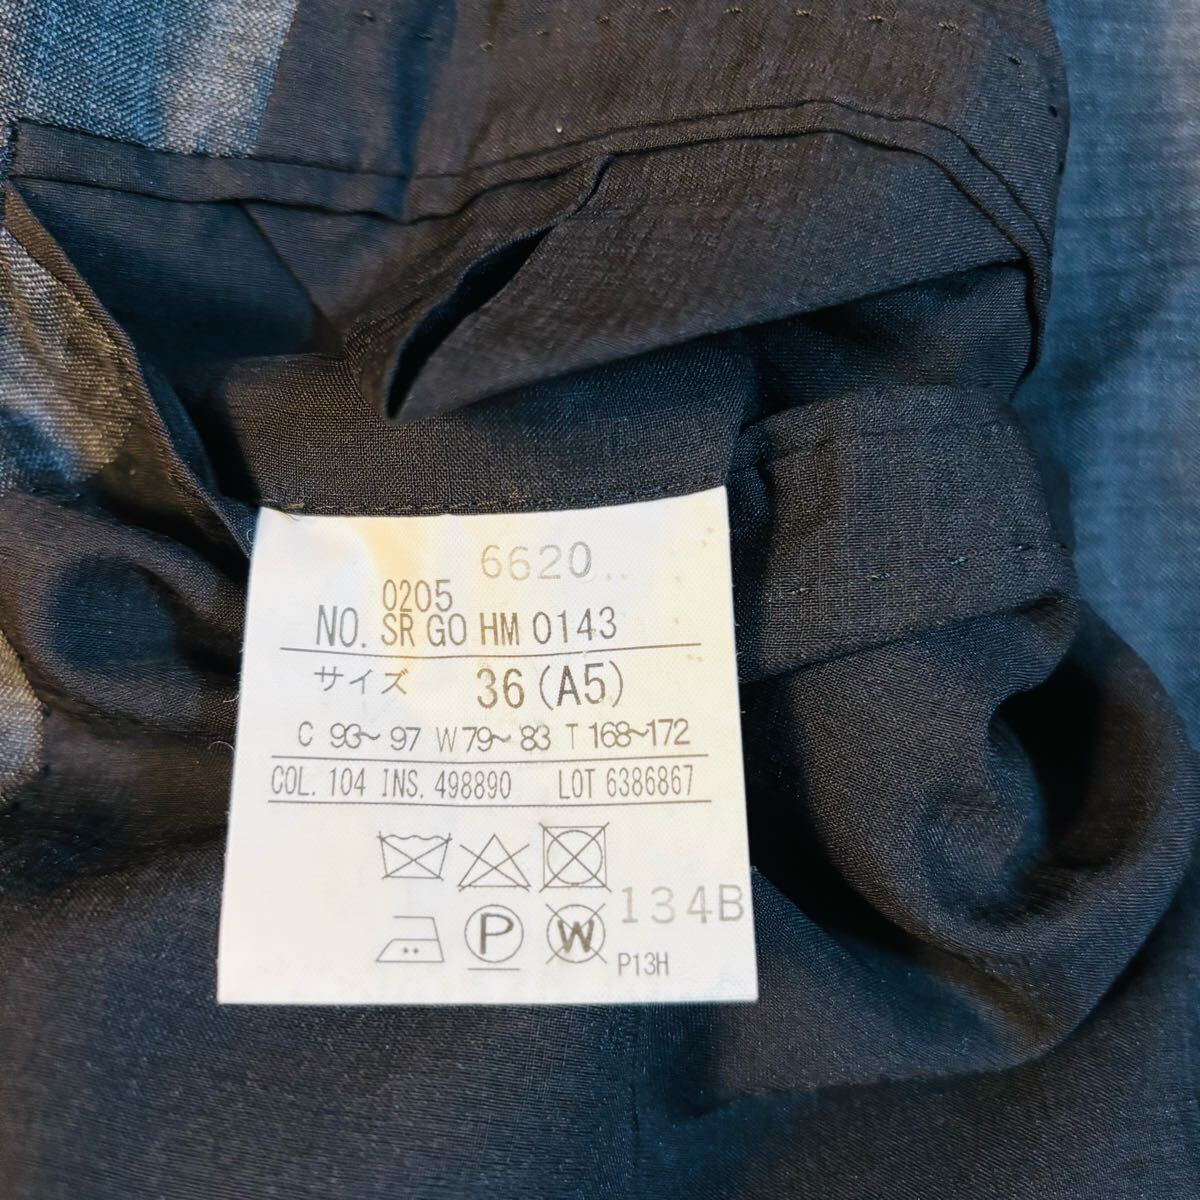 6620
0205
NO. SR GO HM 0143
サイズ 36 (A5)
C 93~ 97 W 79~ 83 T 168~172
COL. 104 INS. 498890 LOT 6386867
134B
P W
P13H